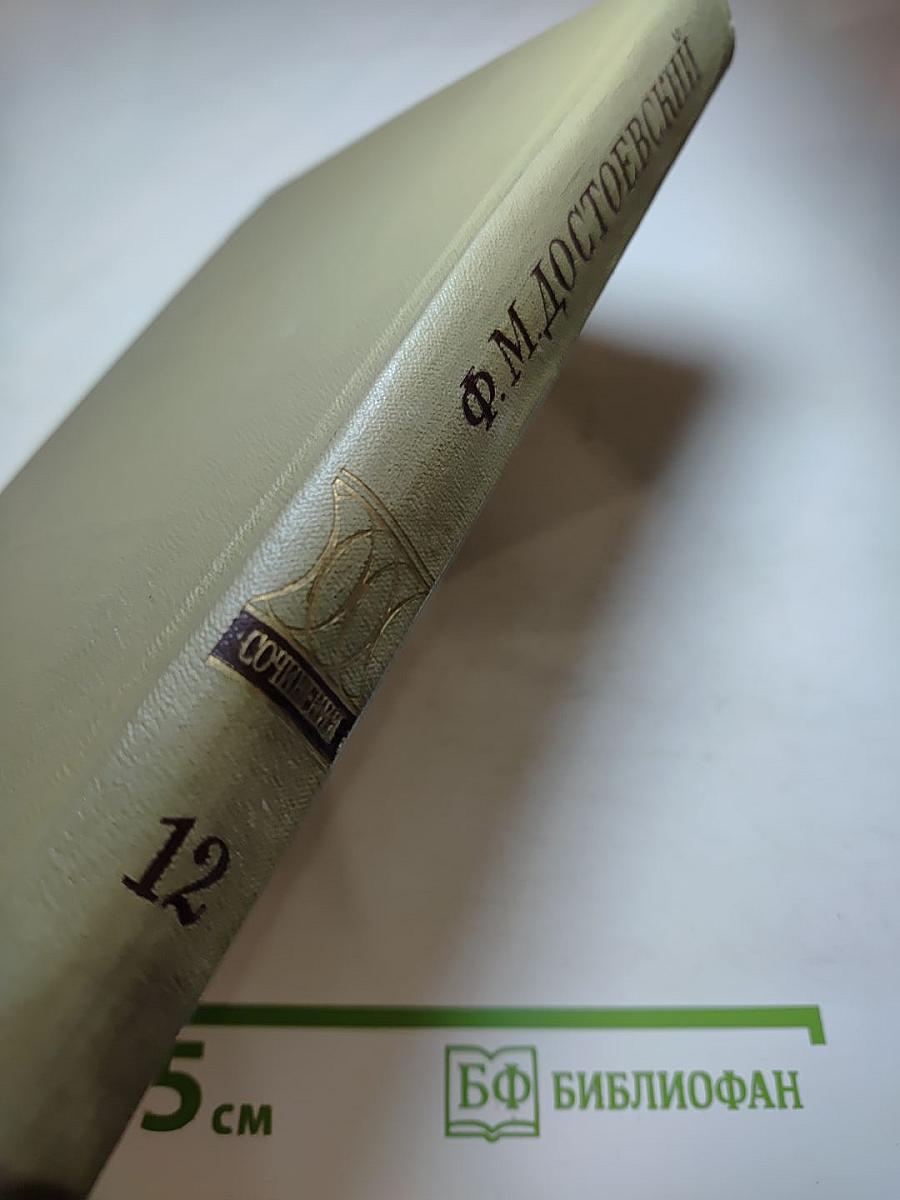 Ф. М. ДОСТОЕВСКИЙ
СОЧИНЕНИЯ
12
5 см
БФ БИБЛИОФАН